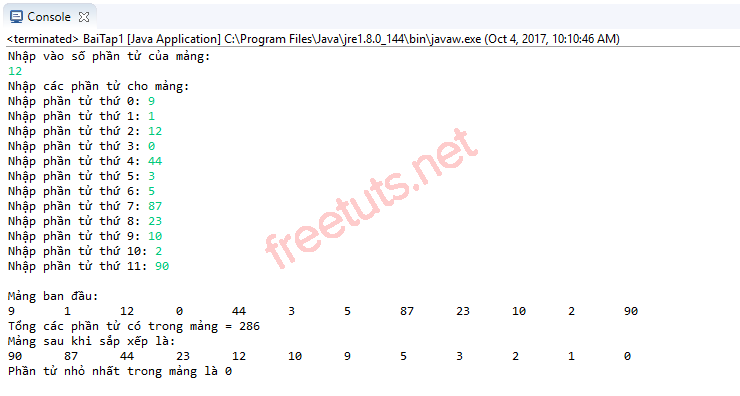 Console
<terminated> BaiTap1 [Java Application] C:\Program Files\Java\jre1.8.0_144\bin\javaw.exe (Oct 4, 2017, 10:10:46 AM)
Nhập vào số phần tử của mảng:
12
Nhập các phần tử cho mảng:
Nhập phần tử thứ 0: 9
Nhập phần tử thứ 1: 1
Nhập phần tử thứ 2: 12
Nhập phần tử thứ 3: 0
Nhập phần tử thứ 4: 44
Nhập phần tử thứ 5: 3
Nhập phần tử thứ 6: 5
Nhập phần tử thứ 7: 87
Nhập phần tử thứ 8: 23
Nhập phần tử thứ 9: 10
Nhập phần tử thứ 10: 2
Nhập phần tử thứ 11: 90
freetuts.net
Mảng ban đầu:
9 1 12 0 44 3 5 87 23 10 2 90
Tổng các phần tử có trong mảng = 286
Mảng sau khi sắp xếp là:
90 87 44 23 12 10 9 5 3 2 1 0
Phần tử nhỏ nhất trong mảng là 0